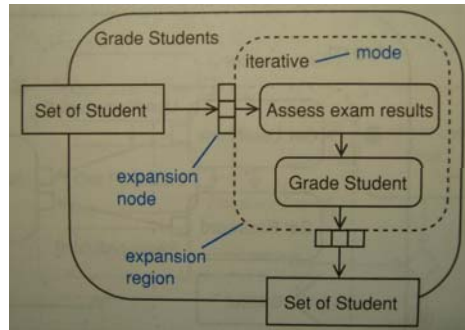 Grade Students
iterative
mode
Set of Student
Assess exam results
expansion
node
Grade Student
expansion
region
Set of Student